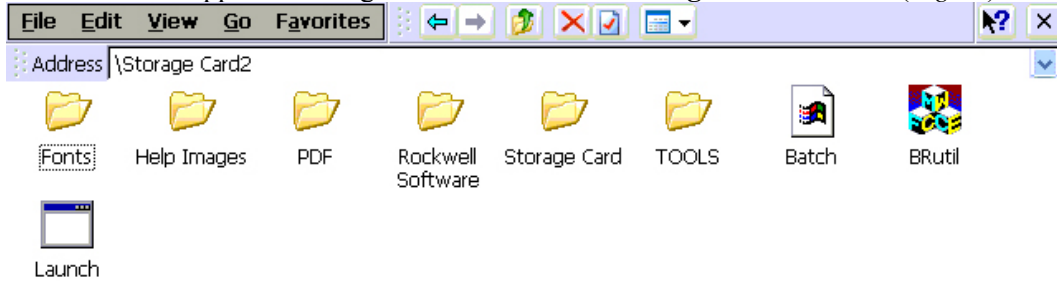 File Edit View Go Favorites
Address \Storage Card2
Fonts Help Images PDF Rockwell Software Storage Card TOOLS Batch BRutil
Launch